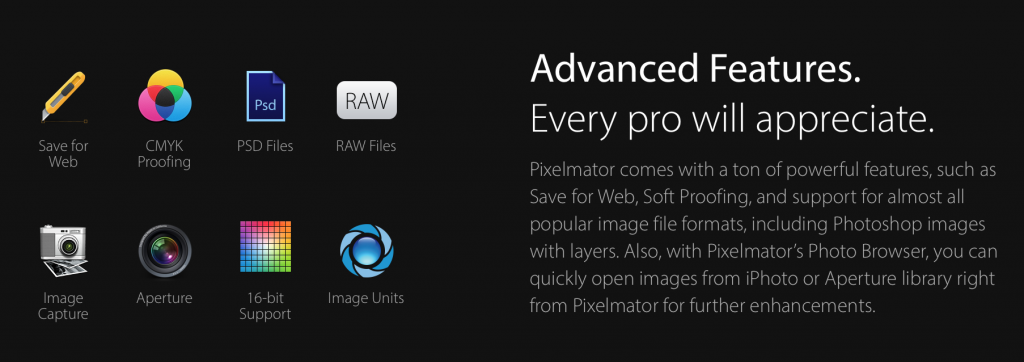 Save for
Web
CMYK
Proofing
Psd
PSD Files
RAW
RAW Files
Image
Capture
Aperture
16-bit
Support
Image Units
Advanced Features.
Every pro will appreciate.
Pixelmator comes with a ton of powerful features, such as
Save for Web, Soft Proofing, and support for almost all
popular image file formats, including Photoshop images
with layers. Also, with Pixelmator’s Photo Browser, you can
quickly open images from iPhoto or Aperture library right
from Pixelmator for further enhancements.